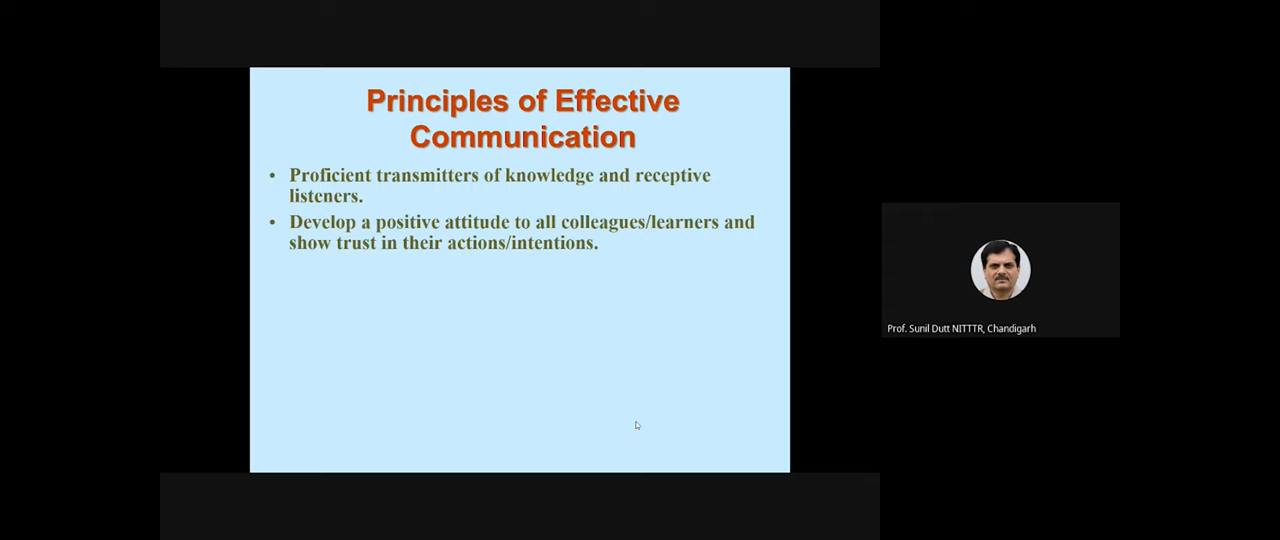 Principles of Effective
Communication
• Proficient transmitters of knowledge and receptive
listeners.
• Develop a positive attitude to all colleagues/learners and
show trust in their actions/intentions.
Prof. Sunil Dutt NITTTR, Chandigarh